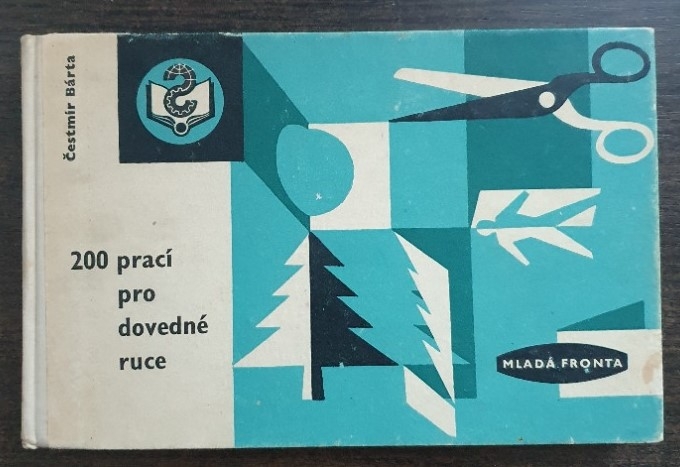 Čestmír Bárta
200 prací
pro
dovedné
ruce
MLADÁ FRONTA